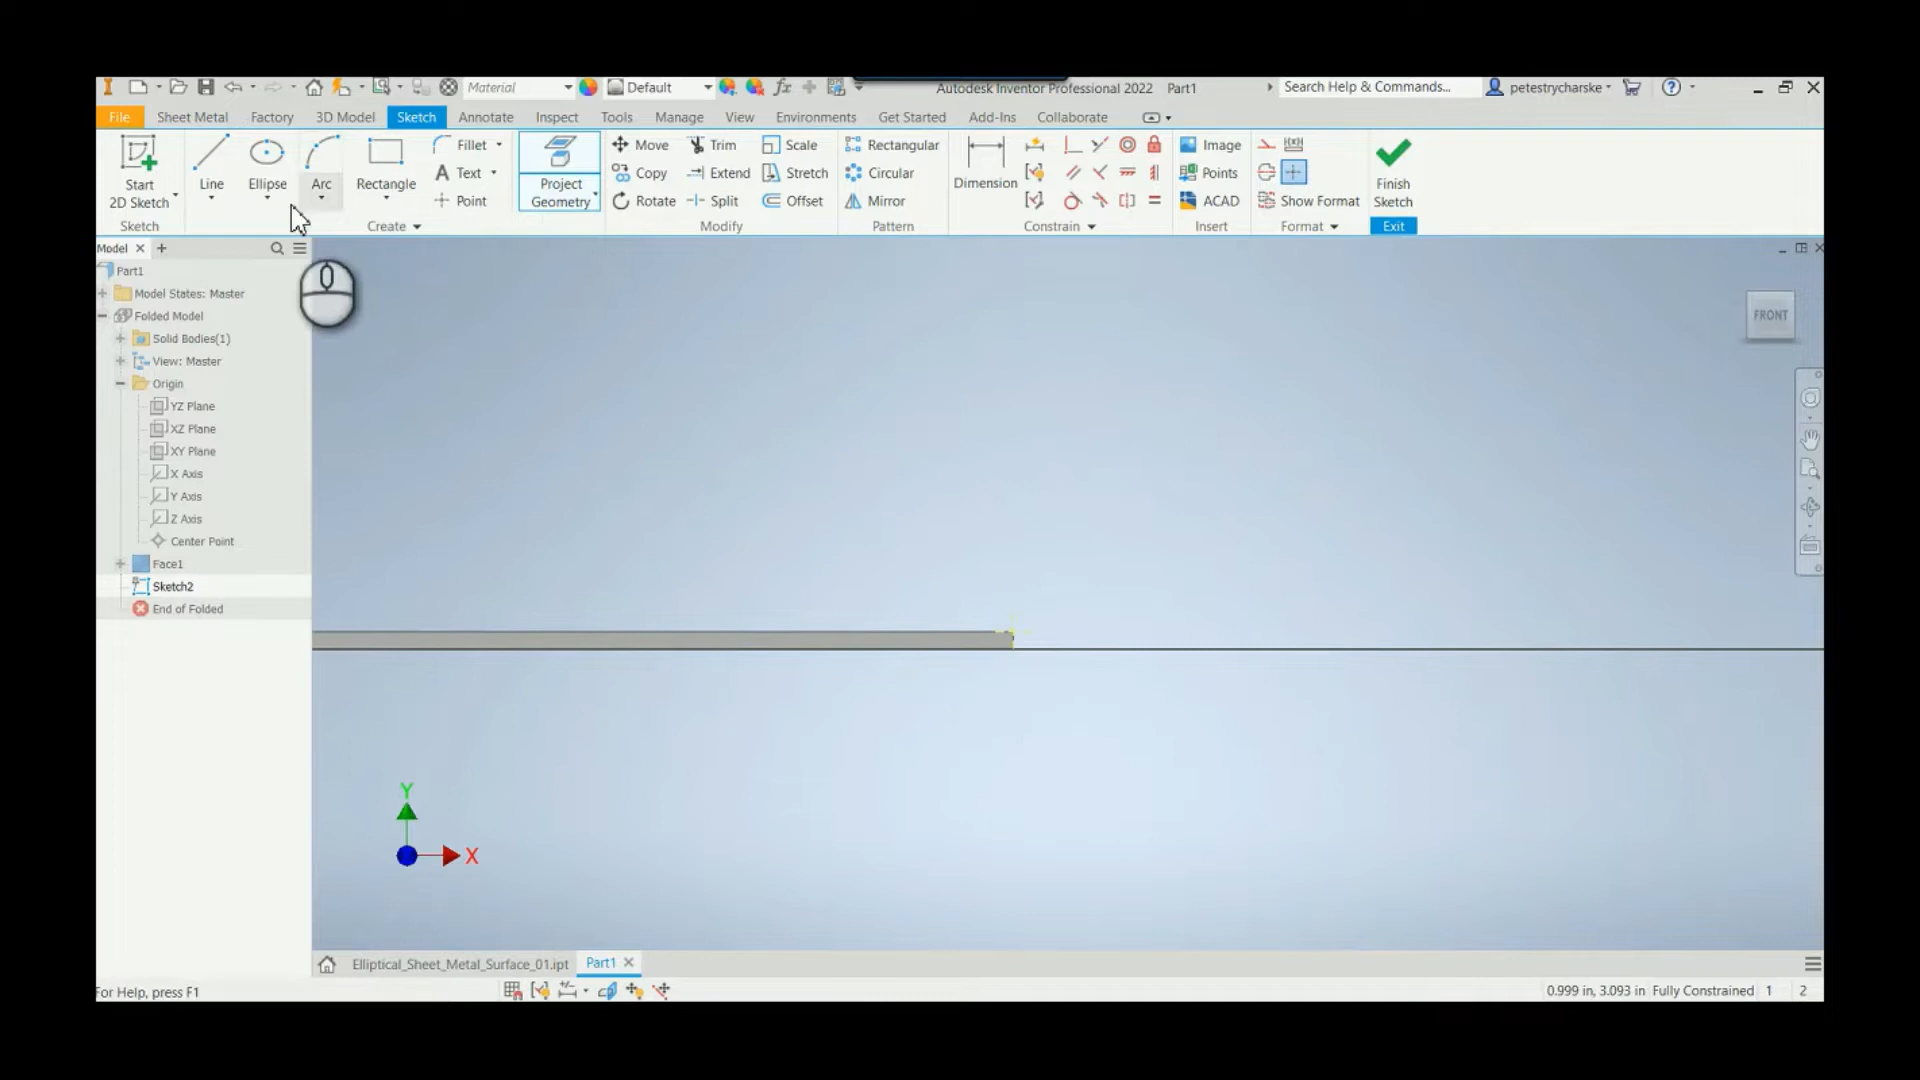 Material Default fx Autodesk Inventor Professional 2022 Part1 Search Help & Commands... petestrycharske
File Sheet Metal Factory 3D Model Sketch Annotate Inspect Tools Manage View Environments Get Started Add-Ins Collaborate
Start 2D Sketch Line Ellipse Arc Rectangle Fillet Text Point Project Geometry Move Copy Rotate Trim Extend Split Scale Stretch Offset Rectangular Circular Mirror Dimension Image Points ACAD Show Format Finish Sketch
Sketch Create Modify Pattern Constrain Insert Format Exit
Model
Part1
Model States: Master
Folded Model
Solid Bodies(1)
View: Master
Origin
YZ Plane
XZ Plane
XY Plane
X Axis
Y Axis
Z Axis
Center Point
Face1
Sketch2
End of Folded
FRONT
Y
X
Elliptical_Sheet_Metal_Surface_01.ipt Part1
For Help, press F1 0.999 in, 3.093 in Fully Constrained 1 2